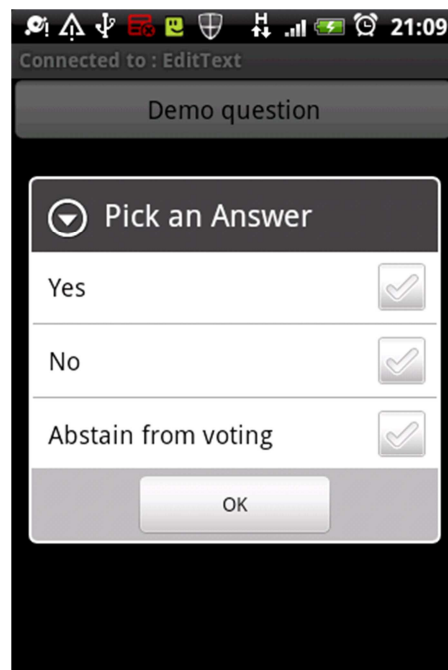 H
21:09
Connected to : EditText
Demo question
Pick an Answer
Yes
No
Abstain from voting
OK